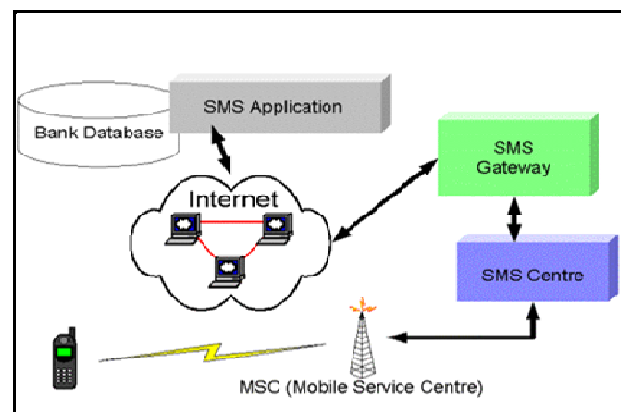 SMS Application
Bank Database
SMS
Gateway
Internet
SMS Centre
MSC (Mobile Service Centre)